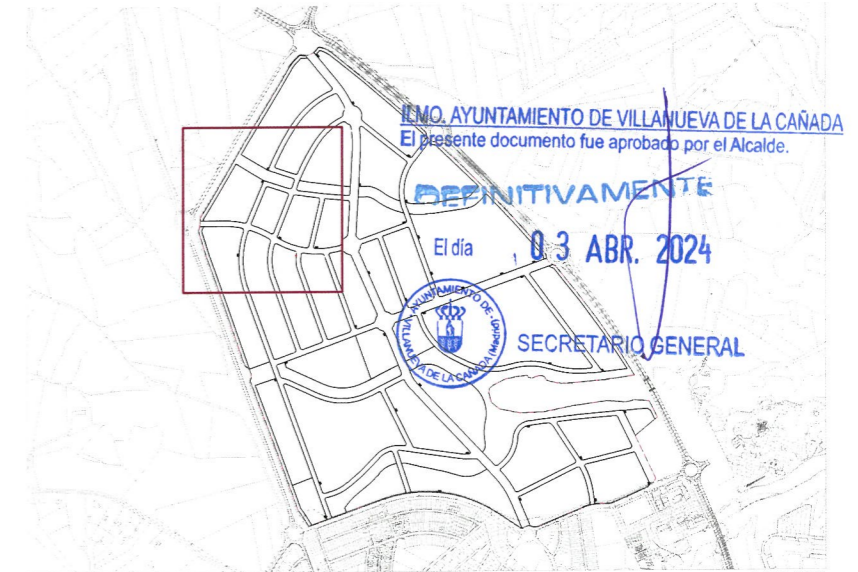 ILMO. AYUNTAMIENTO DE VILLANUEVA DE LA CAÑADA
El presente documento fue aprobado por el Alcalde.
DEFINITIVAMENTE
El día 03 ABR. 2024
AYUNTAMIENTO DE
VILLANUEVA DE LA CAÑADA (Madrid)
SECRETARIO GENERAL